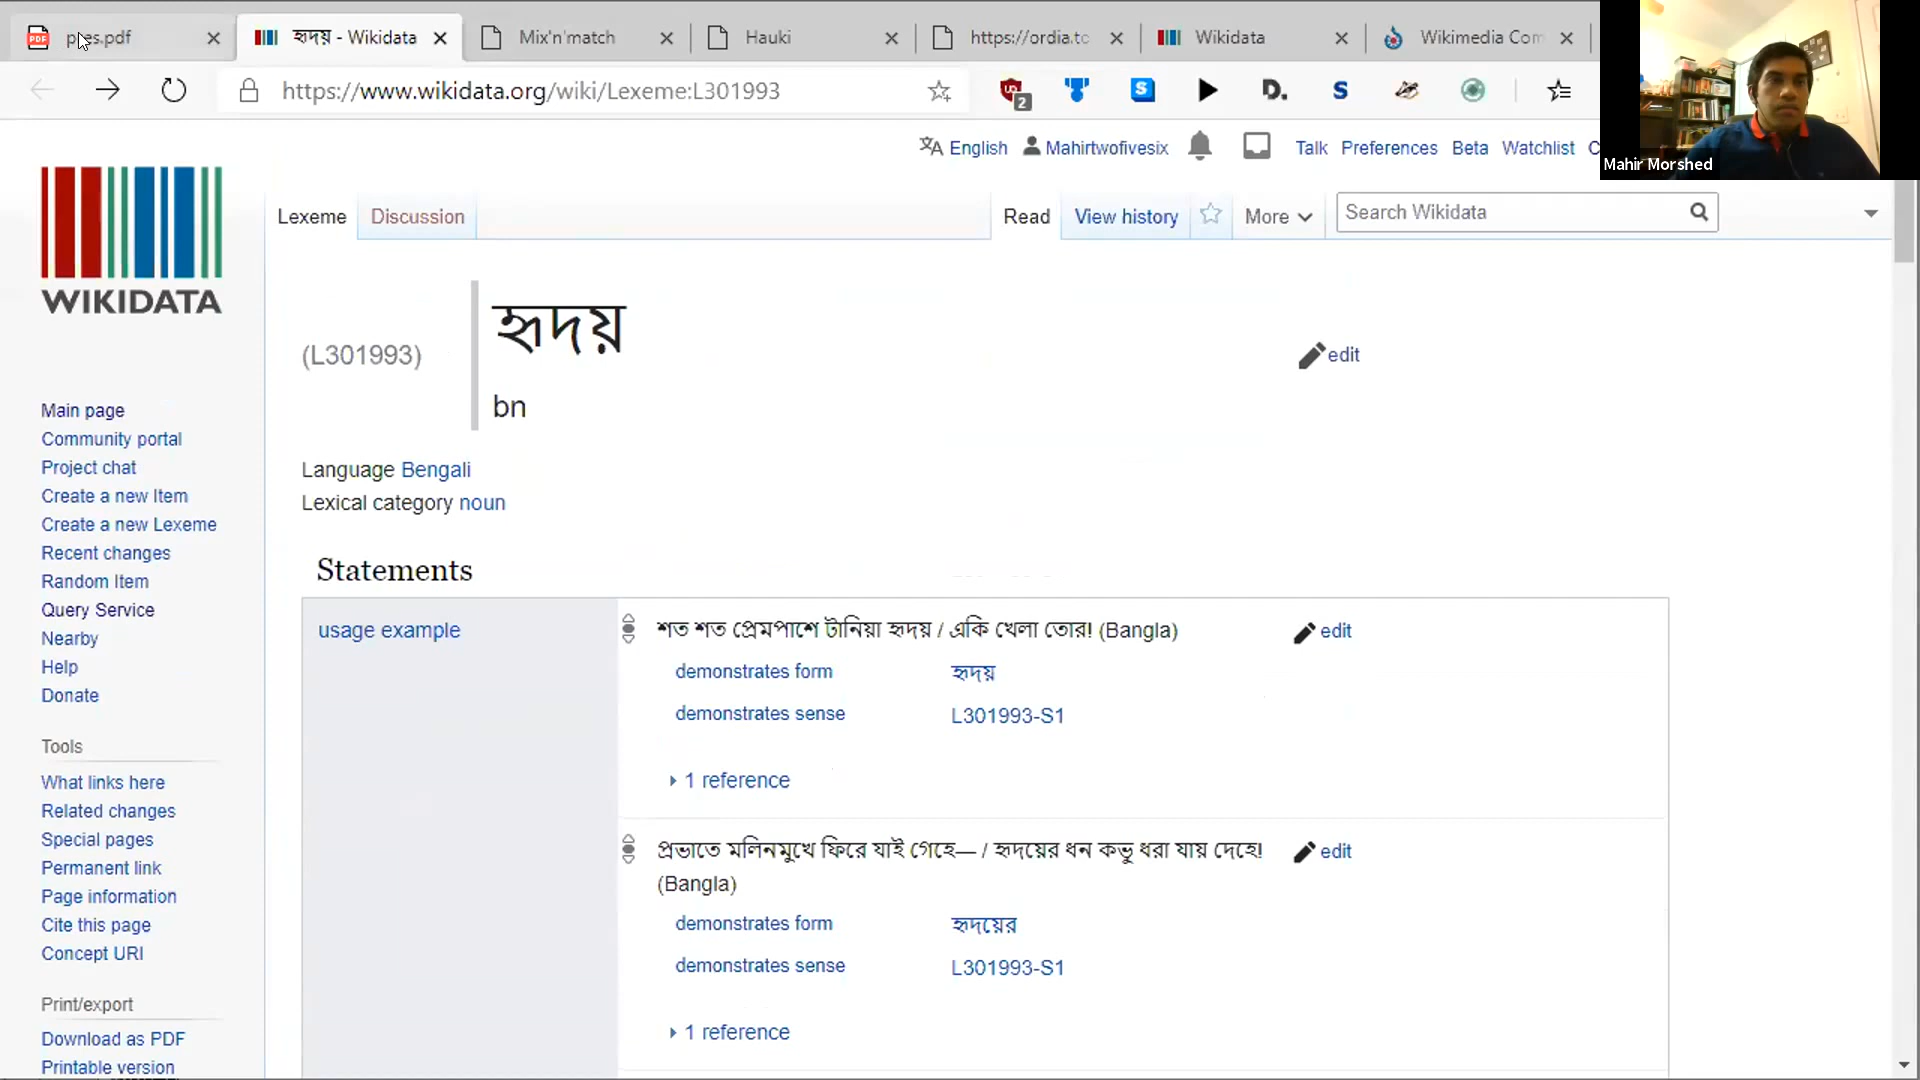 pres.pdf
হৃদয় - Wikidata
Mix'n'match
Hauki
https://ordia.tc
Wikidata
Wikimedia Com
https://www.wikidata.org/wiki/Lexeme:L301993
2
D.
S
S
Mahir Morshed
English
Mahirtwofivesix
Talk
Preferences
Beta
Watchlist
C
WIKIDATA
Lexeme
Discussion
Read
View history
More
Search Wikidata
(L301993)
হৃদয়
bn
edit
Language Bengali
Lexical category noun
Statements
usage example
শত শত প্রেমপাশে টানিয়া হৃদয় / একি খেলা তোর! (Bangla)
edit
demonstrates form
হৃদয়
demonstrates sense
L301993-S1
1 reference
প্রভাতে মলিনমুখে ফিরে যাই গেহে— / হৃদয়ের ধন কভু ধরা যায় দেহে!
(Bangla)
edit
demonstrates form
হৃদয়ের
demonstrates sense
L301993-S1
1 reference
Main page
Community portal
Project chat
Create a new Item
Create a new Lexeme
Recent changes
Random Item
Query Service
Nearby
Help
Donate
Tools
What links here
Related changes
Special pages
Permanent link
Page information
Cite this page
Concept URI
Print/export
Download as PDF
Printable version